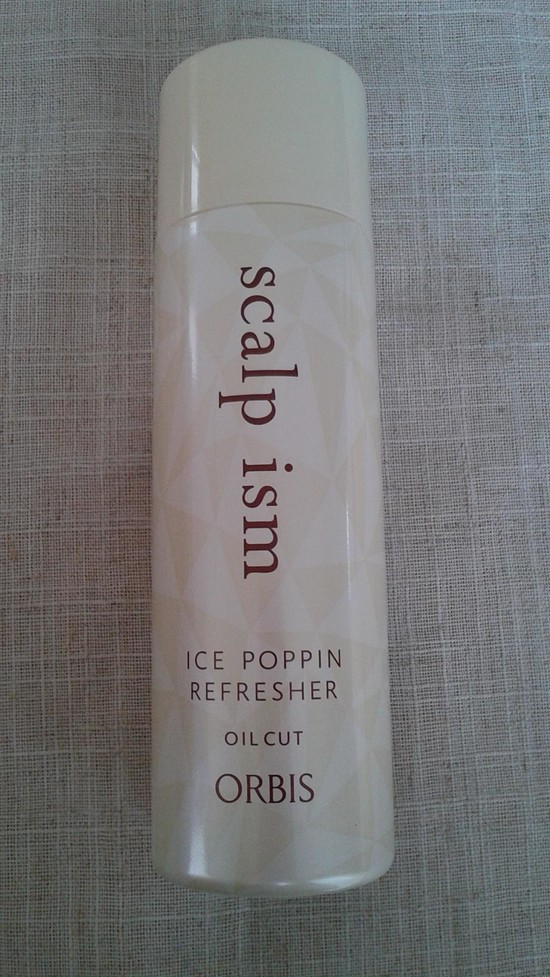 scalp ism
ICE POPPIN
REFRESHER
OIL CUT
ORBIS